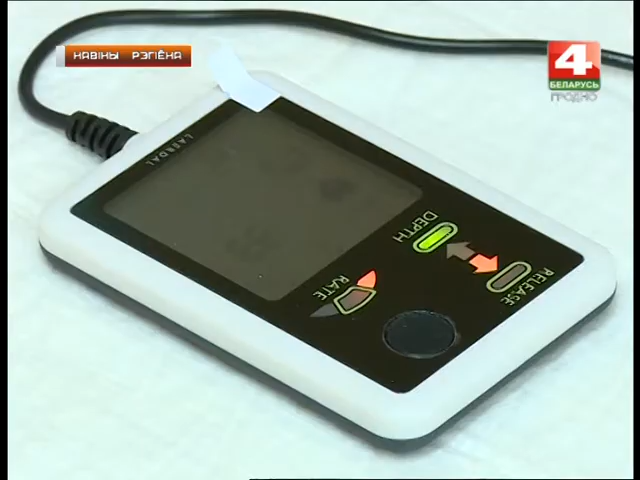 НАВІНЫ РЭГІЁНА
4
БЕЛАРУСЬ
ГРОДНО
LAERDAL
DEPTH
RELEASE
RATE